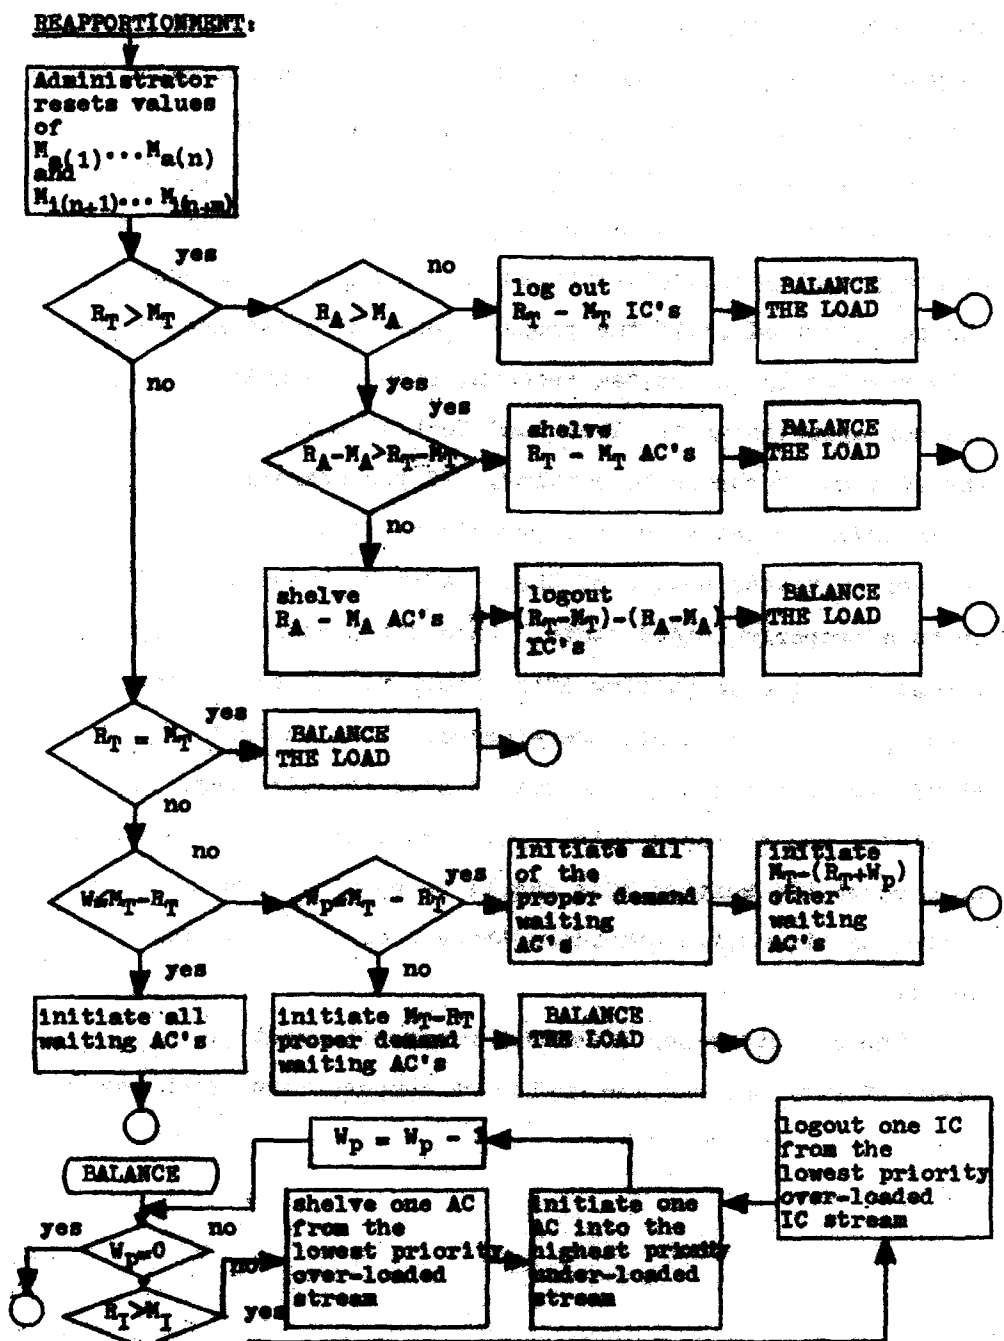 REAPPORTIONMENT:
Administrator
resets values
of
Ma(1)...Ma(n)
and
Mi(n+1)...Mi(n+m)
yes
RT > MT
no
RA > MA
no
log out
RT - MT IC's
BALANCE
THE LOAD
yes
yes
RA-MA>RT-MT
shelve
RT - MT AC's
BALANCE
THE LOAD
no
shelve
RA - MA AC's
logout
(RT-MT)-(RA-MA)
IC's
BALANCE
THE LOAD
RT = MT
yes
BALANCE
THE LOAD
no
no
W≤MT-RT
Wp≤MT - RT
yes
initiate all
of the
proper demand
waiting
AC's
initiate
MT-(RT+Wp)
other
waiting
AC's
yes
no
initiate all
waiting AC's
initiate MT-RT
proper demand
waiting AC's
BALANCE
THE LOAD
Wp = Wp - 1
logout one IC
from the
lowest priority
over-loaded
IC stream
BALANCE
yes
no
Wp=0
shelve one AC
from the
lowest priority
over-loaded
stream
initiate one
AC into the
highest priority
under-loaded
stream
no
RI>MI
yes